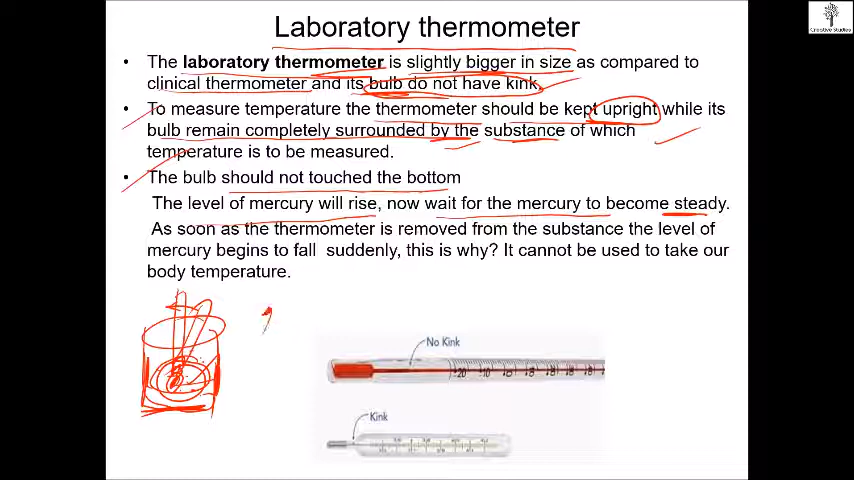 Laboratory thermometer
Creative Studies
• The laboratory thermometer is slightly bigger in size as compared to
clinical thermometer and its bulb do not have kink.
• To measure temperature the thermometer should be kept upright while its
bulb remain completely surrounded by the substance of which
temperature is to be measured.
• The bulb should not touched the bottom
The level of mercury will rise, now wait for the mercury to become steady.
As soon as the thermometer is removed from the substance the level of
mercury begins to fall suddenly, this is why? It cannot be used to take our
body temperature.
No Kink
-20 -10
Kink